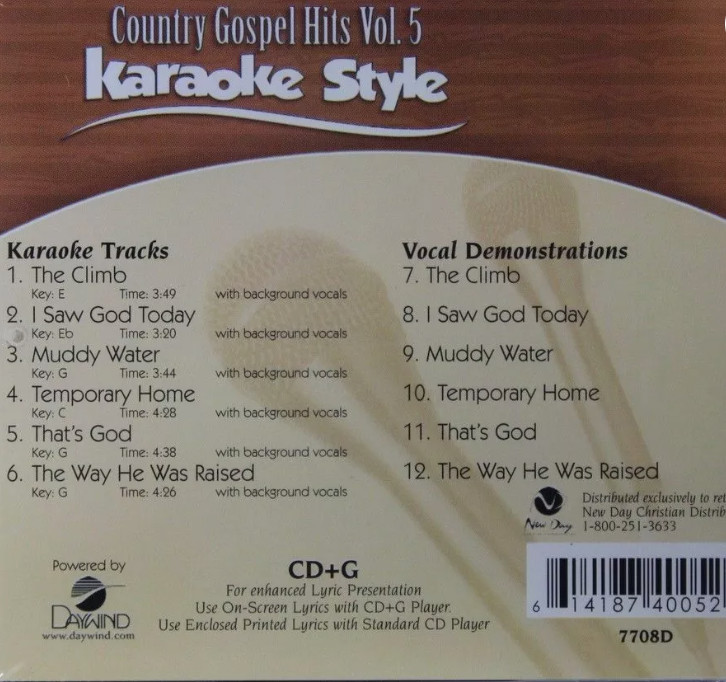 Country Gospel Hits Vol. 5
Karaoke Style
Karaoke Tracks
1. The Climb
Key: E Time: 3:49 with background vocals
2. I Saw God Today
Key: Eb Time: 3:20 with background vocals
3. Muddy Water
Key: G Time: 3:44 with background vocals
4. Temporary Home
Key: C Time: 4:28 with background vocals
5. That's God
Key: G Time: 4:38 with background vocals
6. The Way He Was Raised
Key: G Time: 4:26 with background vocals
Vocal Demonstrations
7. The Climb
8. I Saw God Today
9. Muddy Water
10. Temporary Home
11. That's God
12. The Way He Was Raised
New Day
Distributed exclusively to
New Day Christian
1-800-251-3633
Powered by
DAYWIND
www.daywind.com
CD+G
For enhanced Lyric Presentation
Use On-Screen Lyrics with CD+G Player.
Use Enclosed Printed Lyrics with Standard CD Player
6 14187 40052
7708D